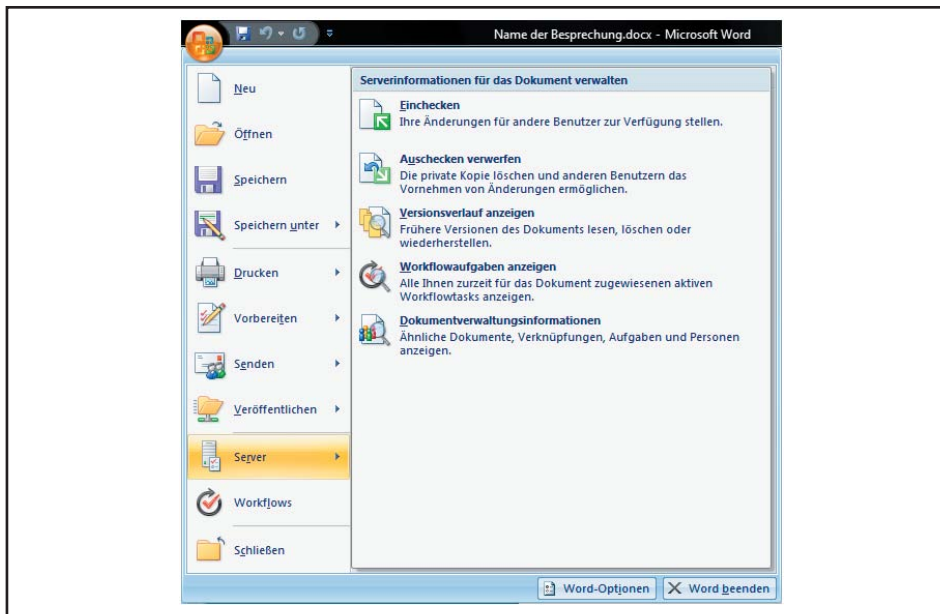 Name der Besprechung.docx - Microsoft Word
Neu
Öffnen
Speichern
Speichern unter
Drucken
Vorbereiten
Senden
Veröffentlichen
Server
Workflows
Schließen
Serverinformationen für das Dokument verwalten
Einchecken
Ihre Änderungen für andere Benutzer zur Verfügung stellen.
Auschecken verwerfen
Die private Kopie löschen und anderen Benutzern das
Vornehmen von Änderungen ermöglichen.
Versionsverlauf anzeigen
Frühere Versionen des Dokuments lesen, löschen oder
wiederherstellen.
Workflowaufgaben anzeigen
Alle Ihnen zurzeit für das Dokument zugewiesenen aktiven
Workflowtasks anzeigen.
Dokumentverwaltungsinformationen
Ähnliche Dokumente, Verknüpfungen, Aufgaben und Personen
anzeigen.
Word-Optionen
Word beenden